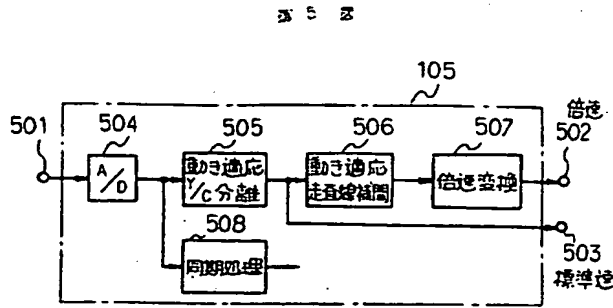 第 5 図
105
501
504
505
506
507
倍速
502
A/D
動き適応
Y/C分離
動き適応
走査線補間
倍速変換
508
同期処理
503
標準速